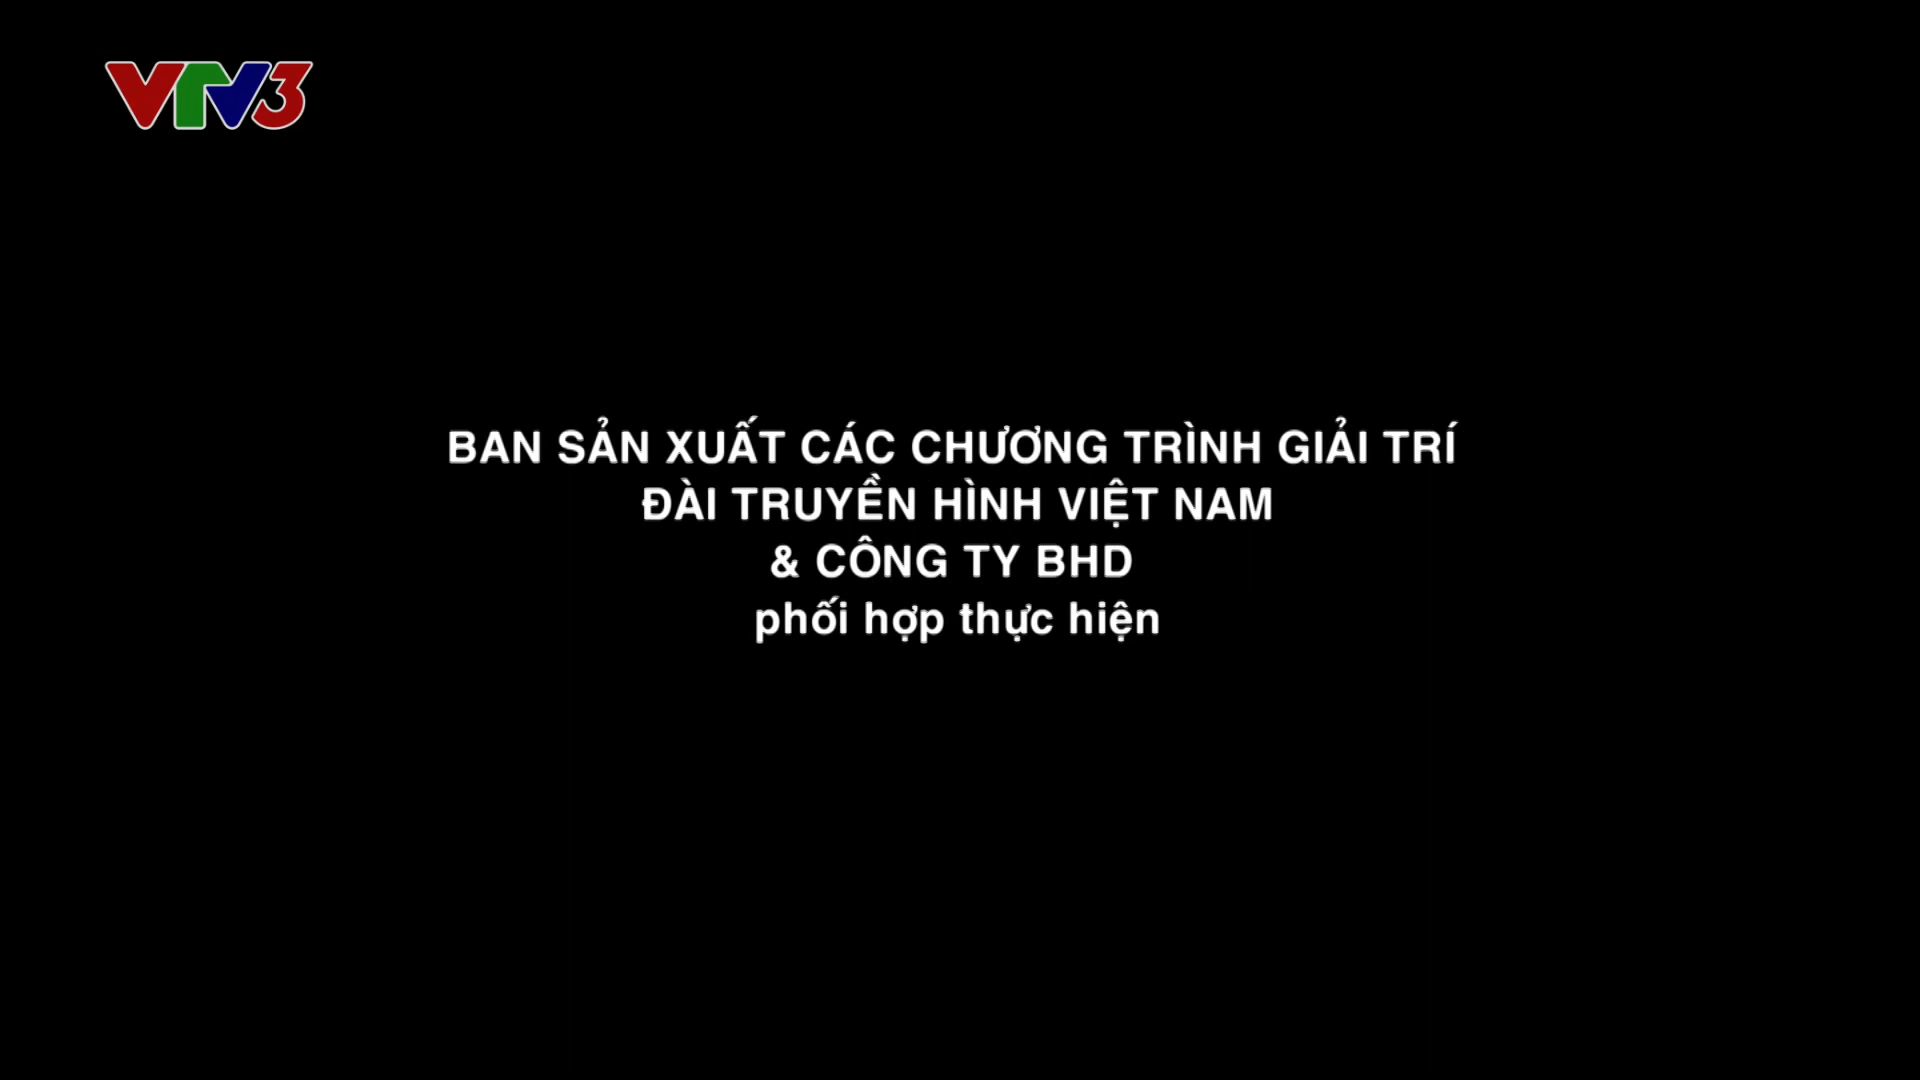 VTV3
BAN SẢN XUẤT CÁC CHƯƠNG TRÌNH GIẢI TRÍ
ĐÀI TRUYỀN HÌNH VIỆT NAM
& CÔNG TY BHD
phối hợp thực hiện